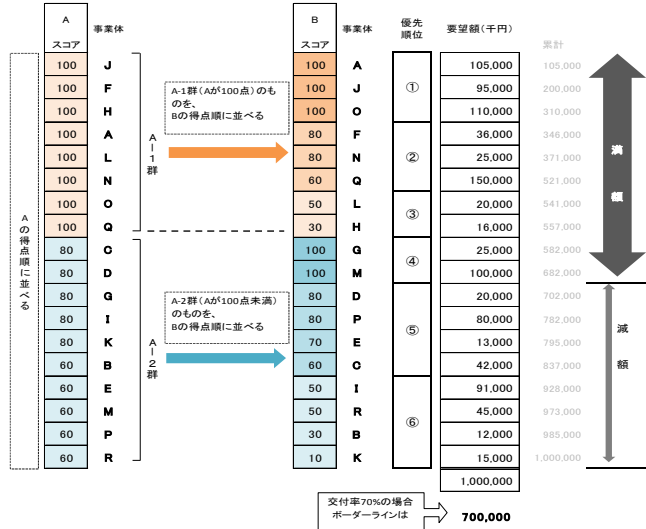 A
スコア
事業体
B
スコア
事業体
優先
順位
要望額(千円)
累計
100 J 100 A ① 105,000 105,000
100 F 100 J 95,000 200,000
100 H 100 O 110,000 310,000
100 A 80 F ② 36,000 346,000
100 L 80 N 25,000 371,000
100 N 60 Q 150,000 521,000
100 O 50 L ③ 20,000 541,000
100 Q 30 H 16,000 557,000
80 C 100 G ④ 25,000 582,000
80 D 100 M 100,000 682,000
80 G 80 D ⑤ 20,000 702,000
80 I 80 P 80,000 782,000
80 K 70 E 13,000 795,000
60 B 60 C 42,000 837,000
60 E 50 I ⑥ 91,000 928,000
60 M 50 R 45,000 973,000
60 P 30 B 12,000 985,000
60 R 10 K 15,000 1,000,000
1,000,000
Aの得点順に並べる
A-1群
A-2群
A-1群(Aが100点)のも
のを、
Bの得点順に並べる
A-2群(Aが100点未満)
のものを、
Bの得点順に並べる
満額
減額
交付率70%の場合
ボーダーラインは
700,000